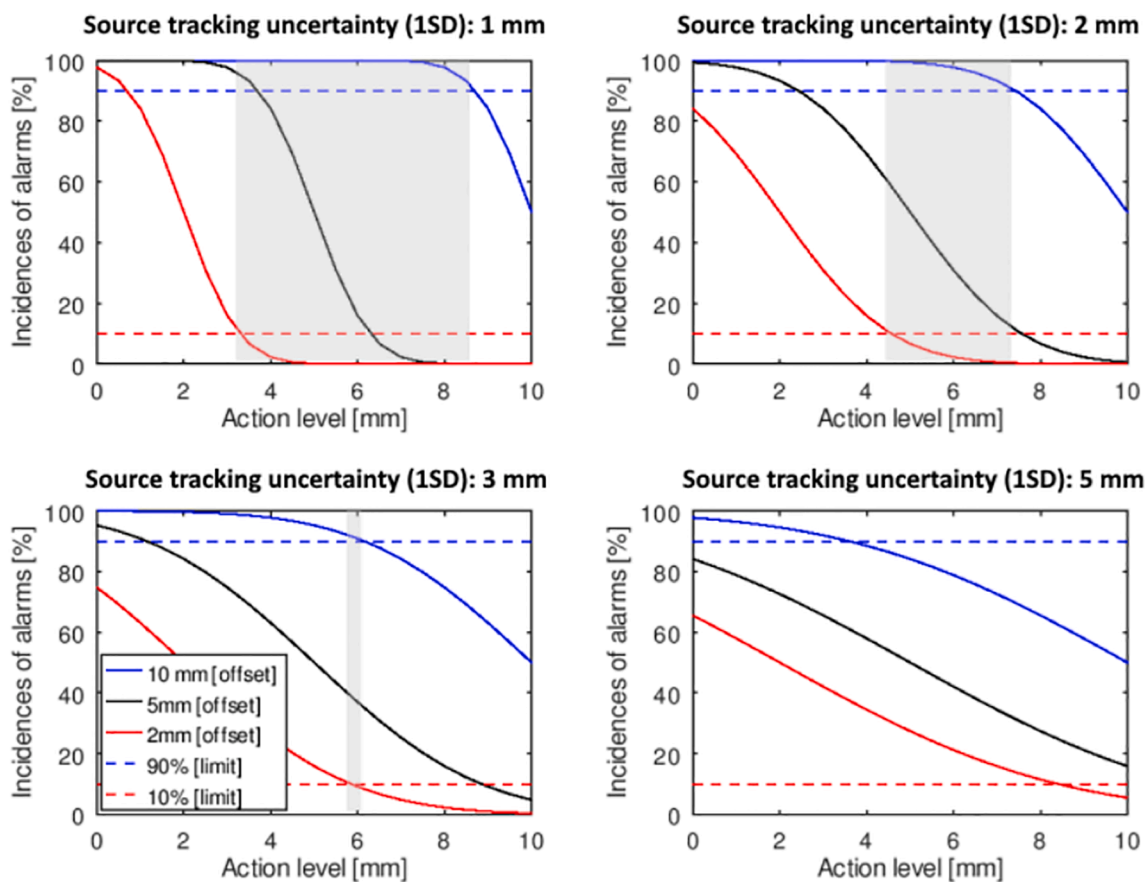 Source tracking uncertainty (1SD): 1 mm
Incidences of alarms [%]
100
80
60
40
20
0
0 2 4 6 8 10
Action level [mm]
Source tracking uncertainty (1SD): 2 mm
Incidences of alarms [%]
100
80
60
40
20
0
0 2 4 6 8 10
Action level [mm]
Source tracking uncertainty (1SD): 3 mm
Incidences of alarms [%]
100
80
60
40
20
0
10 mm [offset]
5mm [offset]
2mm [offset]
90% [limit]
10% [limit]
0 2 4 6 8 10
Action level [mm]
Source tracking uncertainty (1SD): 5 mm
Incidences of alarms [%]
100
80
60
40
20
0
0 2 4 6 8 10
Action level [mm]